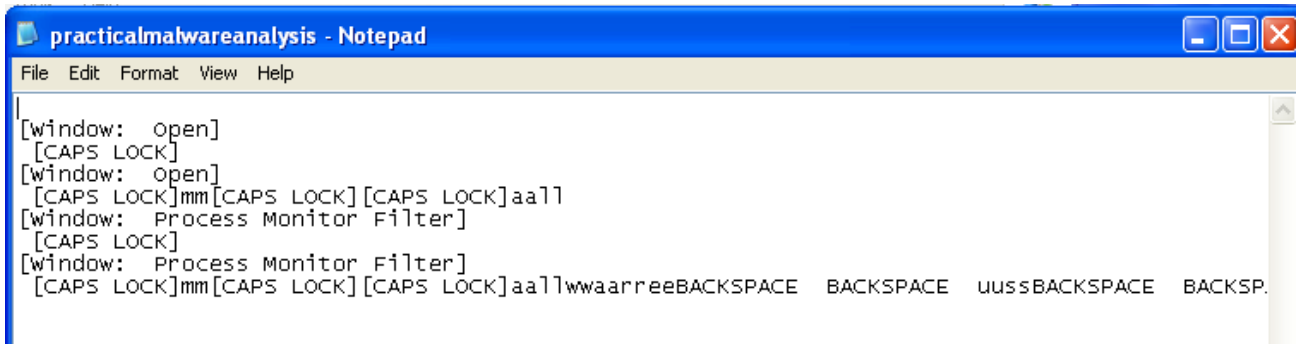 practicalmalwareanalysis - Notepad
File Edit Format View Help
[Window: Open]
[CAPS LOCK]
[Window: Open]
[CAPS LOCK]mm[CAPS LOCK][CAPS LOCK]aall
[Window: Process Monitor Filter]
[CAPS LOCK]
[Window: Process Monitor Filter]
[CAPS LOCK]mm[CAPS LOCK][CAPS LOCK]aallwwaarreeBACKSPACE BACKSPACE uussBACKSPACE BACKSP